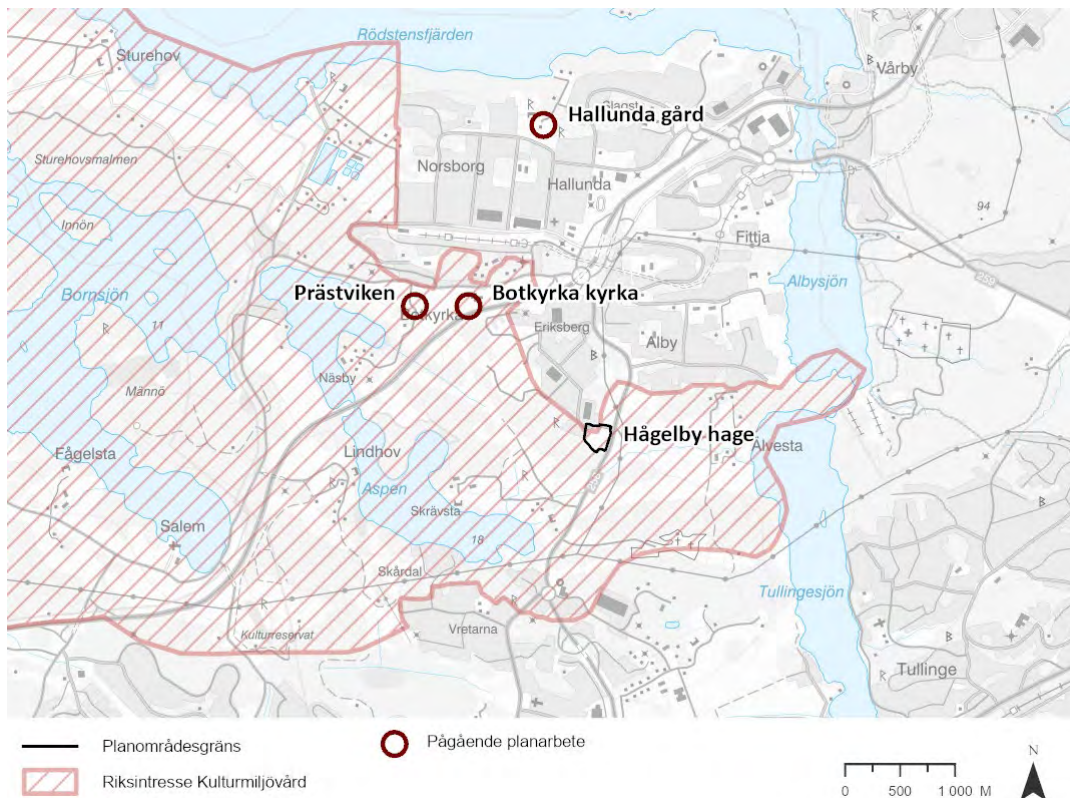 Rödstensfjärden
Sturehov
Vårby
Hallunda gård
Sturehovsmalmen
Norsborg
Hallunda
94
Innön
Fittja
Albysjön
Bornsjön
Prästviken
Botkyrka kyrka
11
Eriksberg
Alby
Näsby
Männö
Hågelby hage
Fågelsta
Lindhov
Älvesta
Aspen
Skrävsta
Salem
18
Skårdal
Tullingesjön
Kulturreservat
Vretarna
Tullinge
Planområdesgräns
Pågående planarbete
Riksintresse Kulturmiljövård
N
0 500 1 000 M